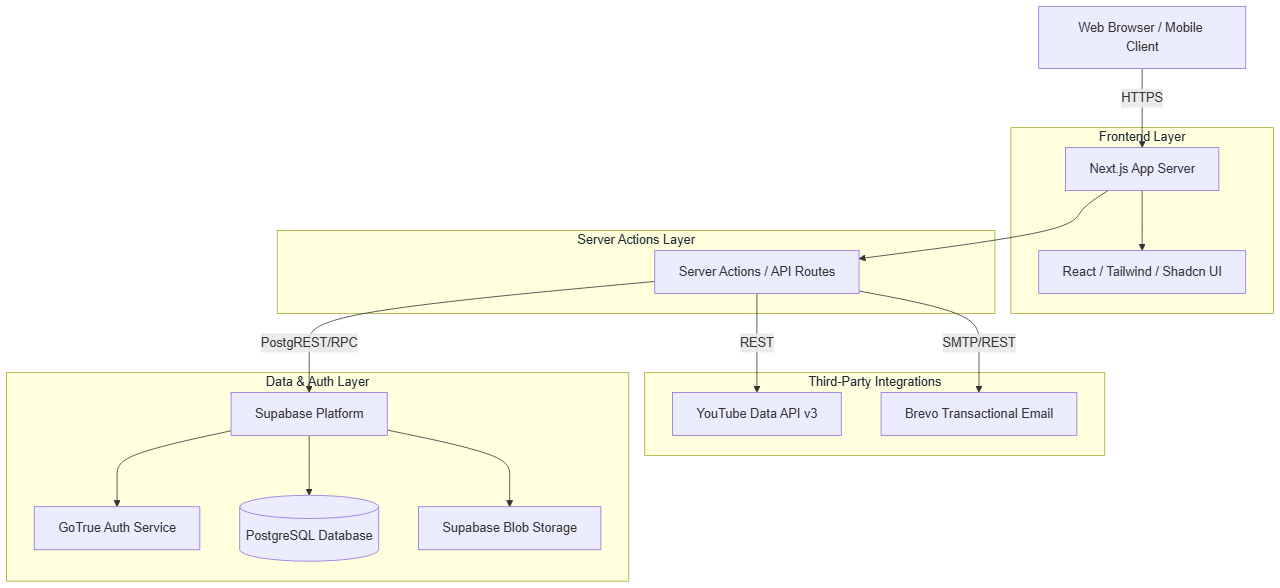 Web Browser / Mobile
Client
HTTPS
Frontend Layer
Next.js App Server
Server Actions Layer
Server Actions / API Routes
React / Tailwind / Shadcn UI
PostgREST/RPC
REST
SMTP/REST
Data & Auth Layer
Third-Party Integrations
Supabase Platform
YouTube Data API v3
Brevo Transactional Email
GoTrue Auth Service
PostgreSQL Database
Supabase Blob Storage